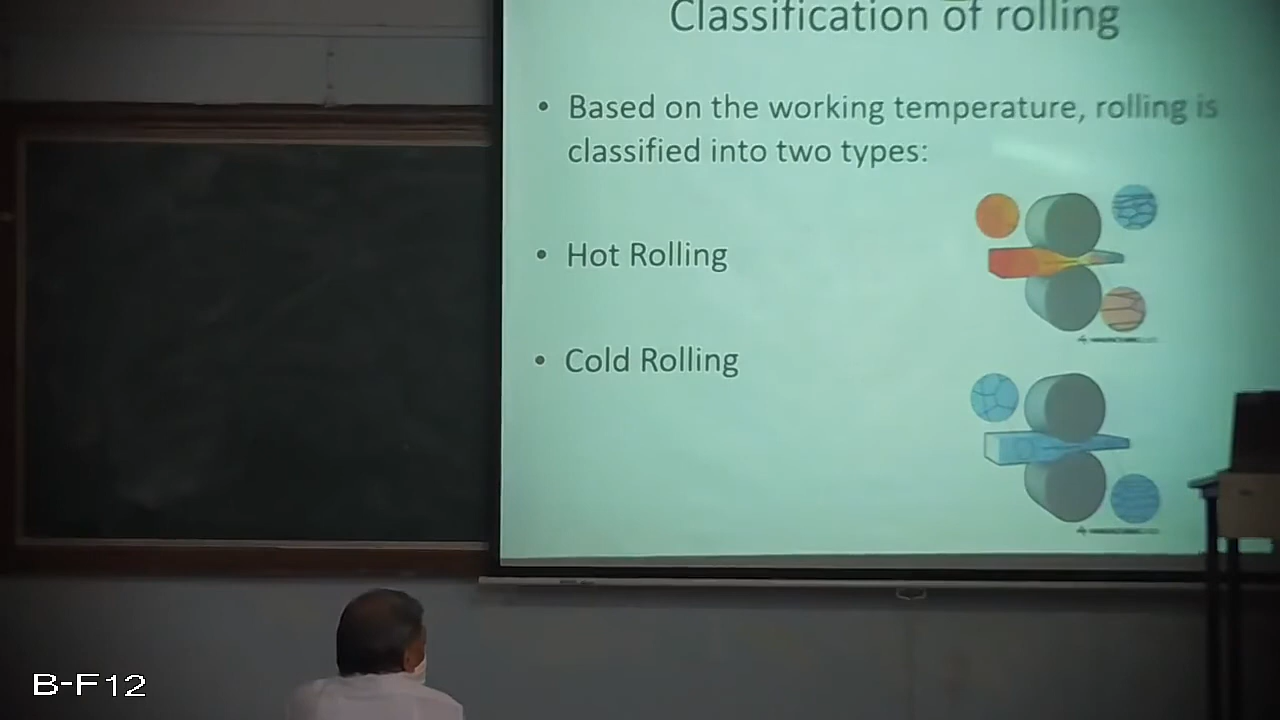 Classification of rolling
• Based on the working temperature, rolling is
classified into two types:
• Hot Rolling
• Cold Rolling
B-F12